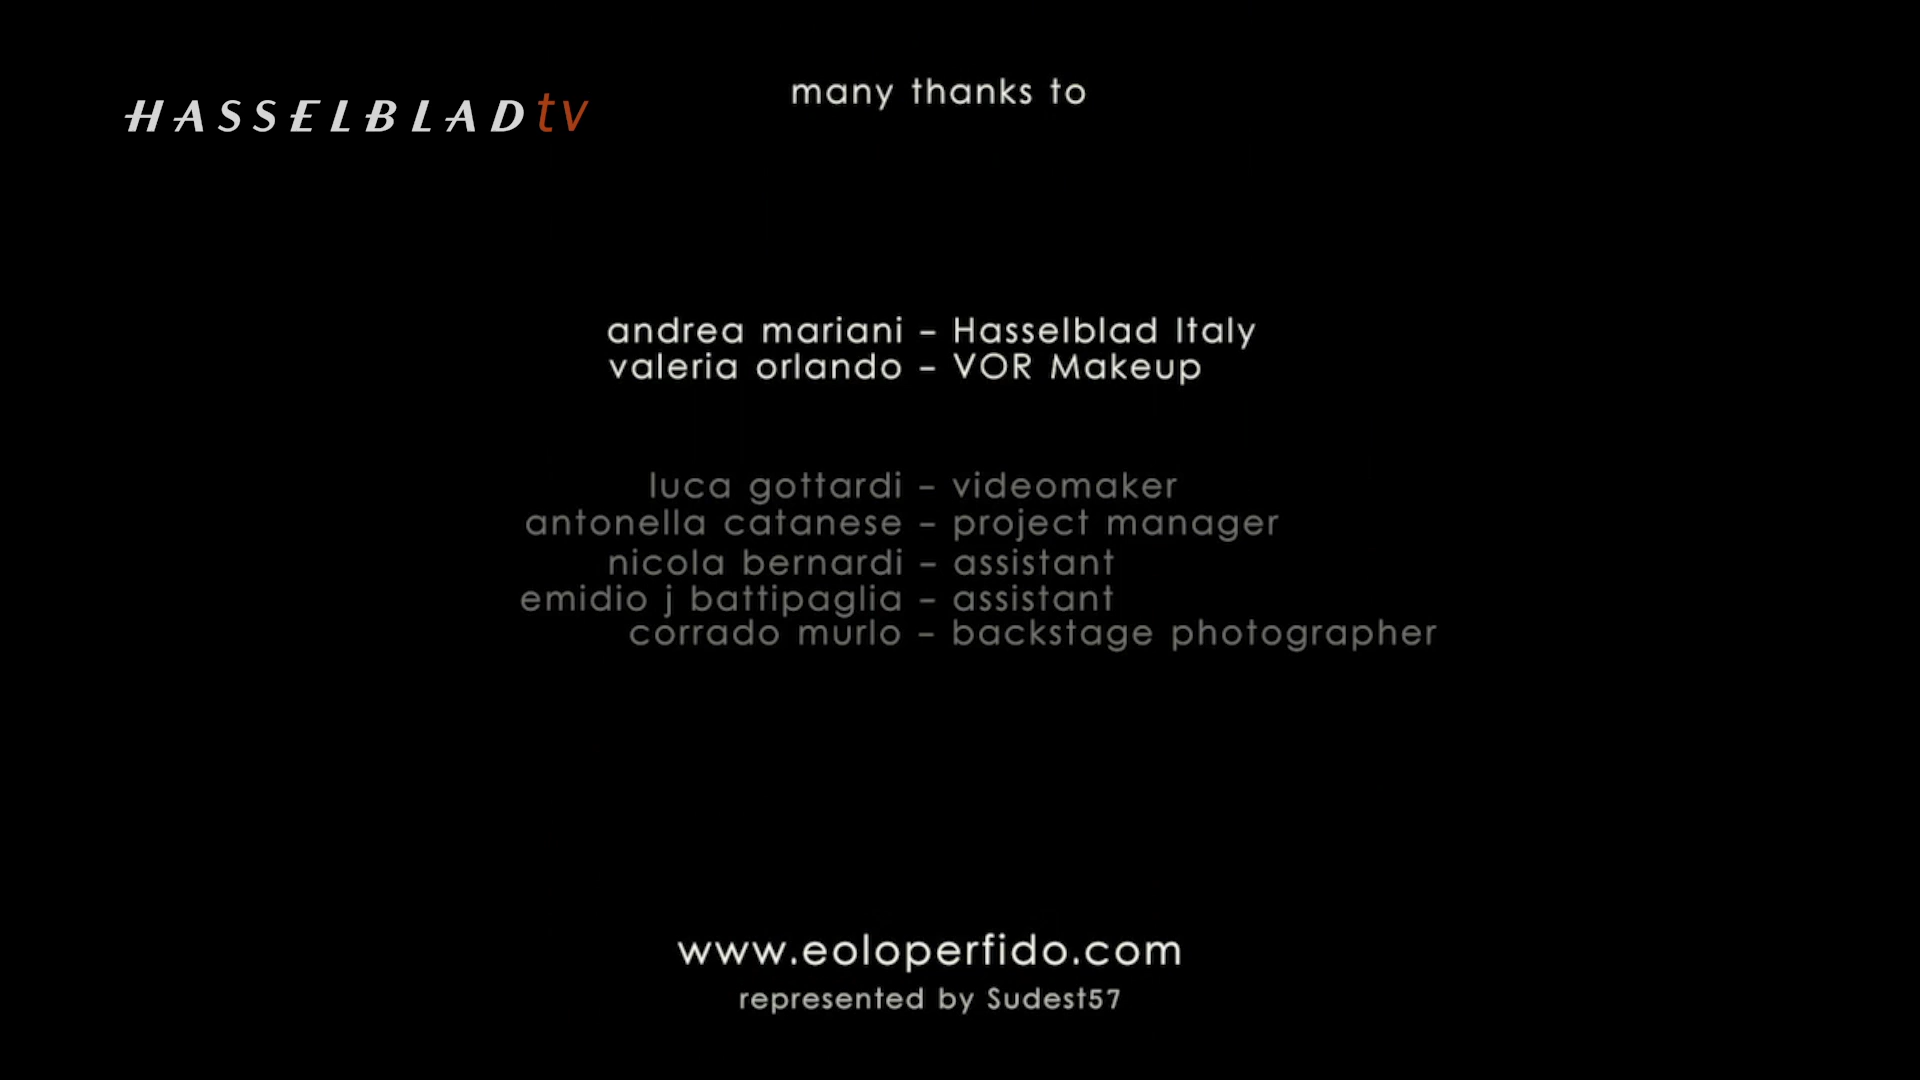 HASSELBLADtv
many thanks to
andrea mariani – Hasselblad Italy
valeria orlando – VOR Makeup
luca gottardi – videomaker
antonella catanese – project manager
nicola bernardi – assistant
emidio j battipaglia – assistant
corrado murlo – backstage photographer
www.eoloperfido.com
represented by Sudest57